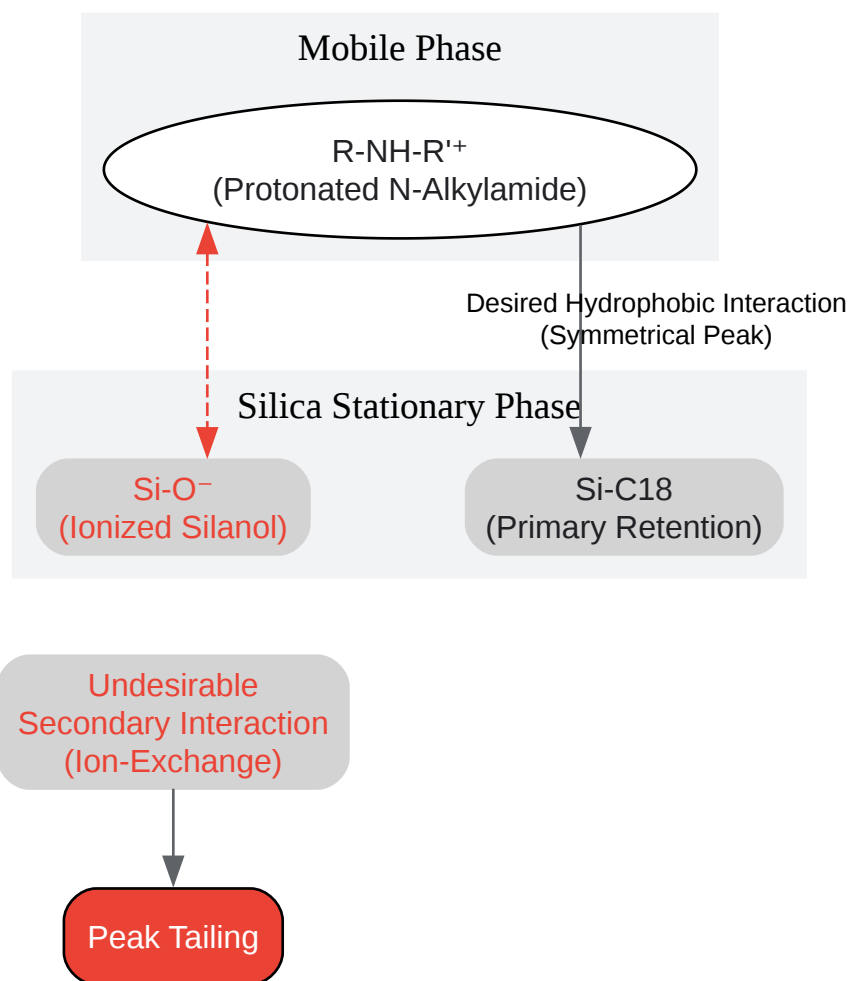 Mobile Phase
R-NH-R'⁺
(Protonated N-Alkylamide)
Desired Hydrophobic Interaction
(Symmetrical Peak)
Silica Stationary Phase
Si-O⁻
(Ionized Silanol)
Si-C18
(Primary Retention)
Undesirable
Secondary Interaction
(Ion-Exchange)
Peak Tailing